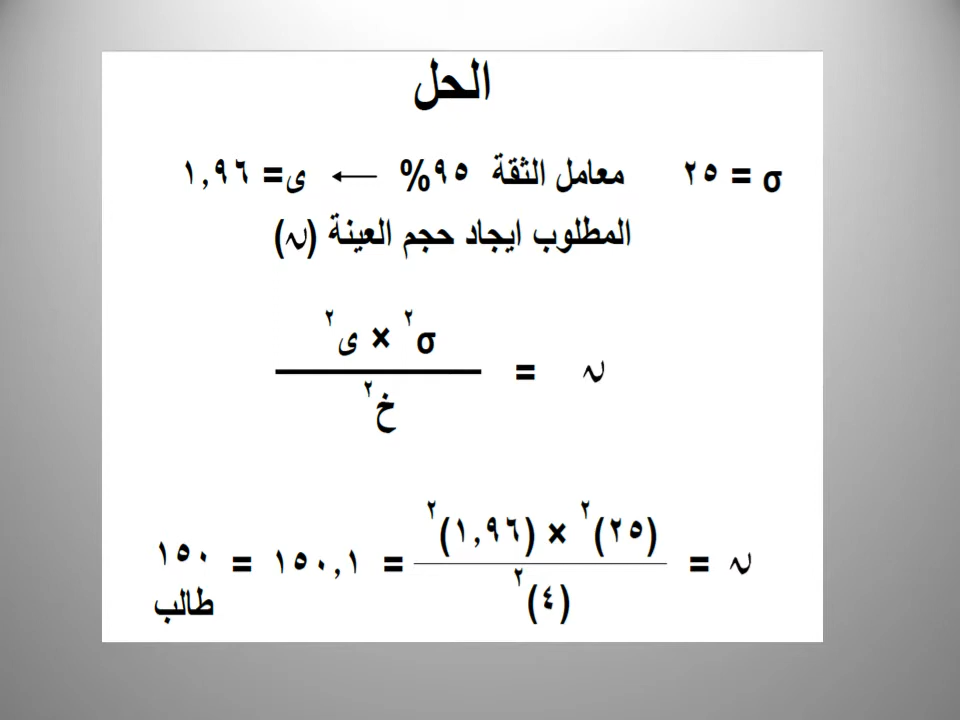 الحل
σ = ٢٥ معامل الثقة ٩٥% ← ى= ١,٩٦
المطلوب ايجاد حجم العينة (ن)
ن = σ٢ × ى٢
خ٢
ن = (٢٥)٢ × (١,٩٦)٢ = ١٥٠,١ = ١٥٠
(٤)٢
طالب